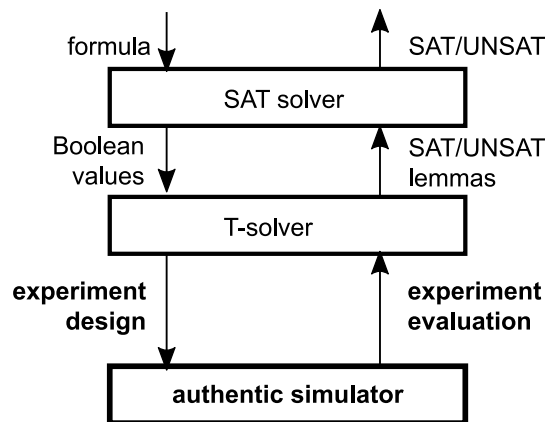 formula
SAT/UNSAT
SAT solver
Boolean
values
SAT/UNSAT
lemmas
T-solver
experiment
design
experiment
evaluation
authentic simulator